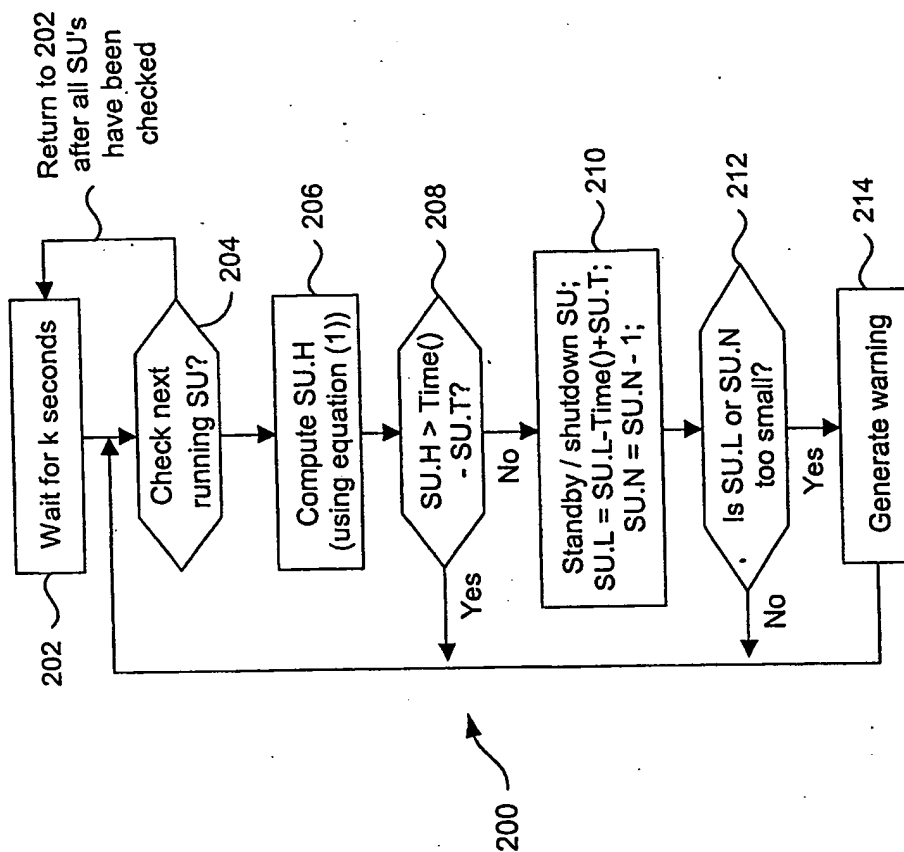 Return to 202
after all SU's
have been
checked
Wait for k seconds
202
Check next
running SU?
204
Compute SU.H
(using equation (1))
206
SU.H > Time()
- SU.T?
208
Yes
No
Standby / shutdown SU;
SU.L = SU.L-Time()+SU.T;
SU.N = SU.N - 1;
210
Is SU.L or SU.N
too small?
212
No
Yes
Generate warning
214
200